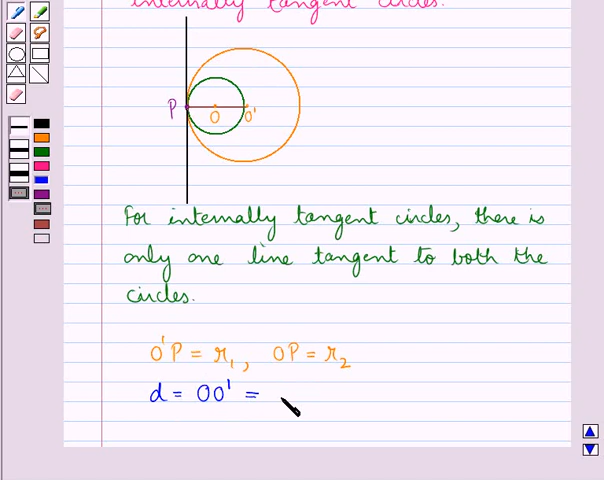 internally tangent circles.
P O O'
For internally tangent circles, there is
only one line tangent to both the
circles.
O'P = r₁, OP = r₂
d = OO' =